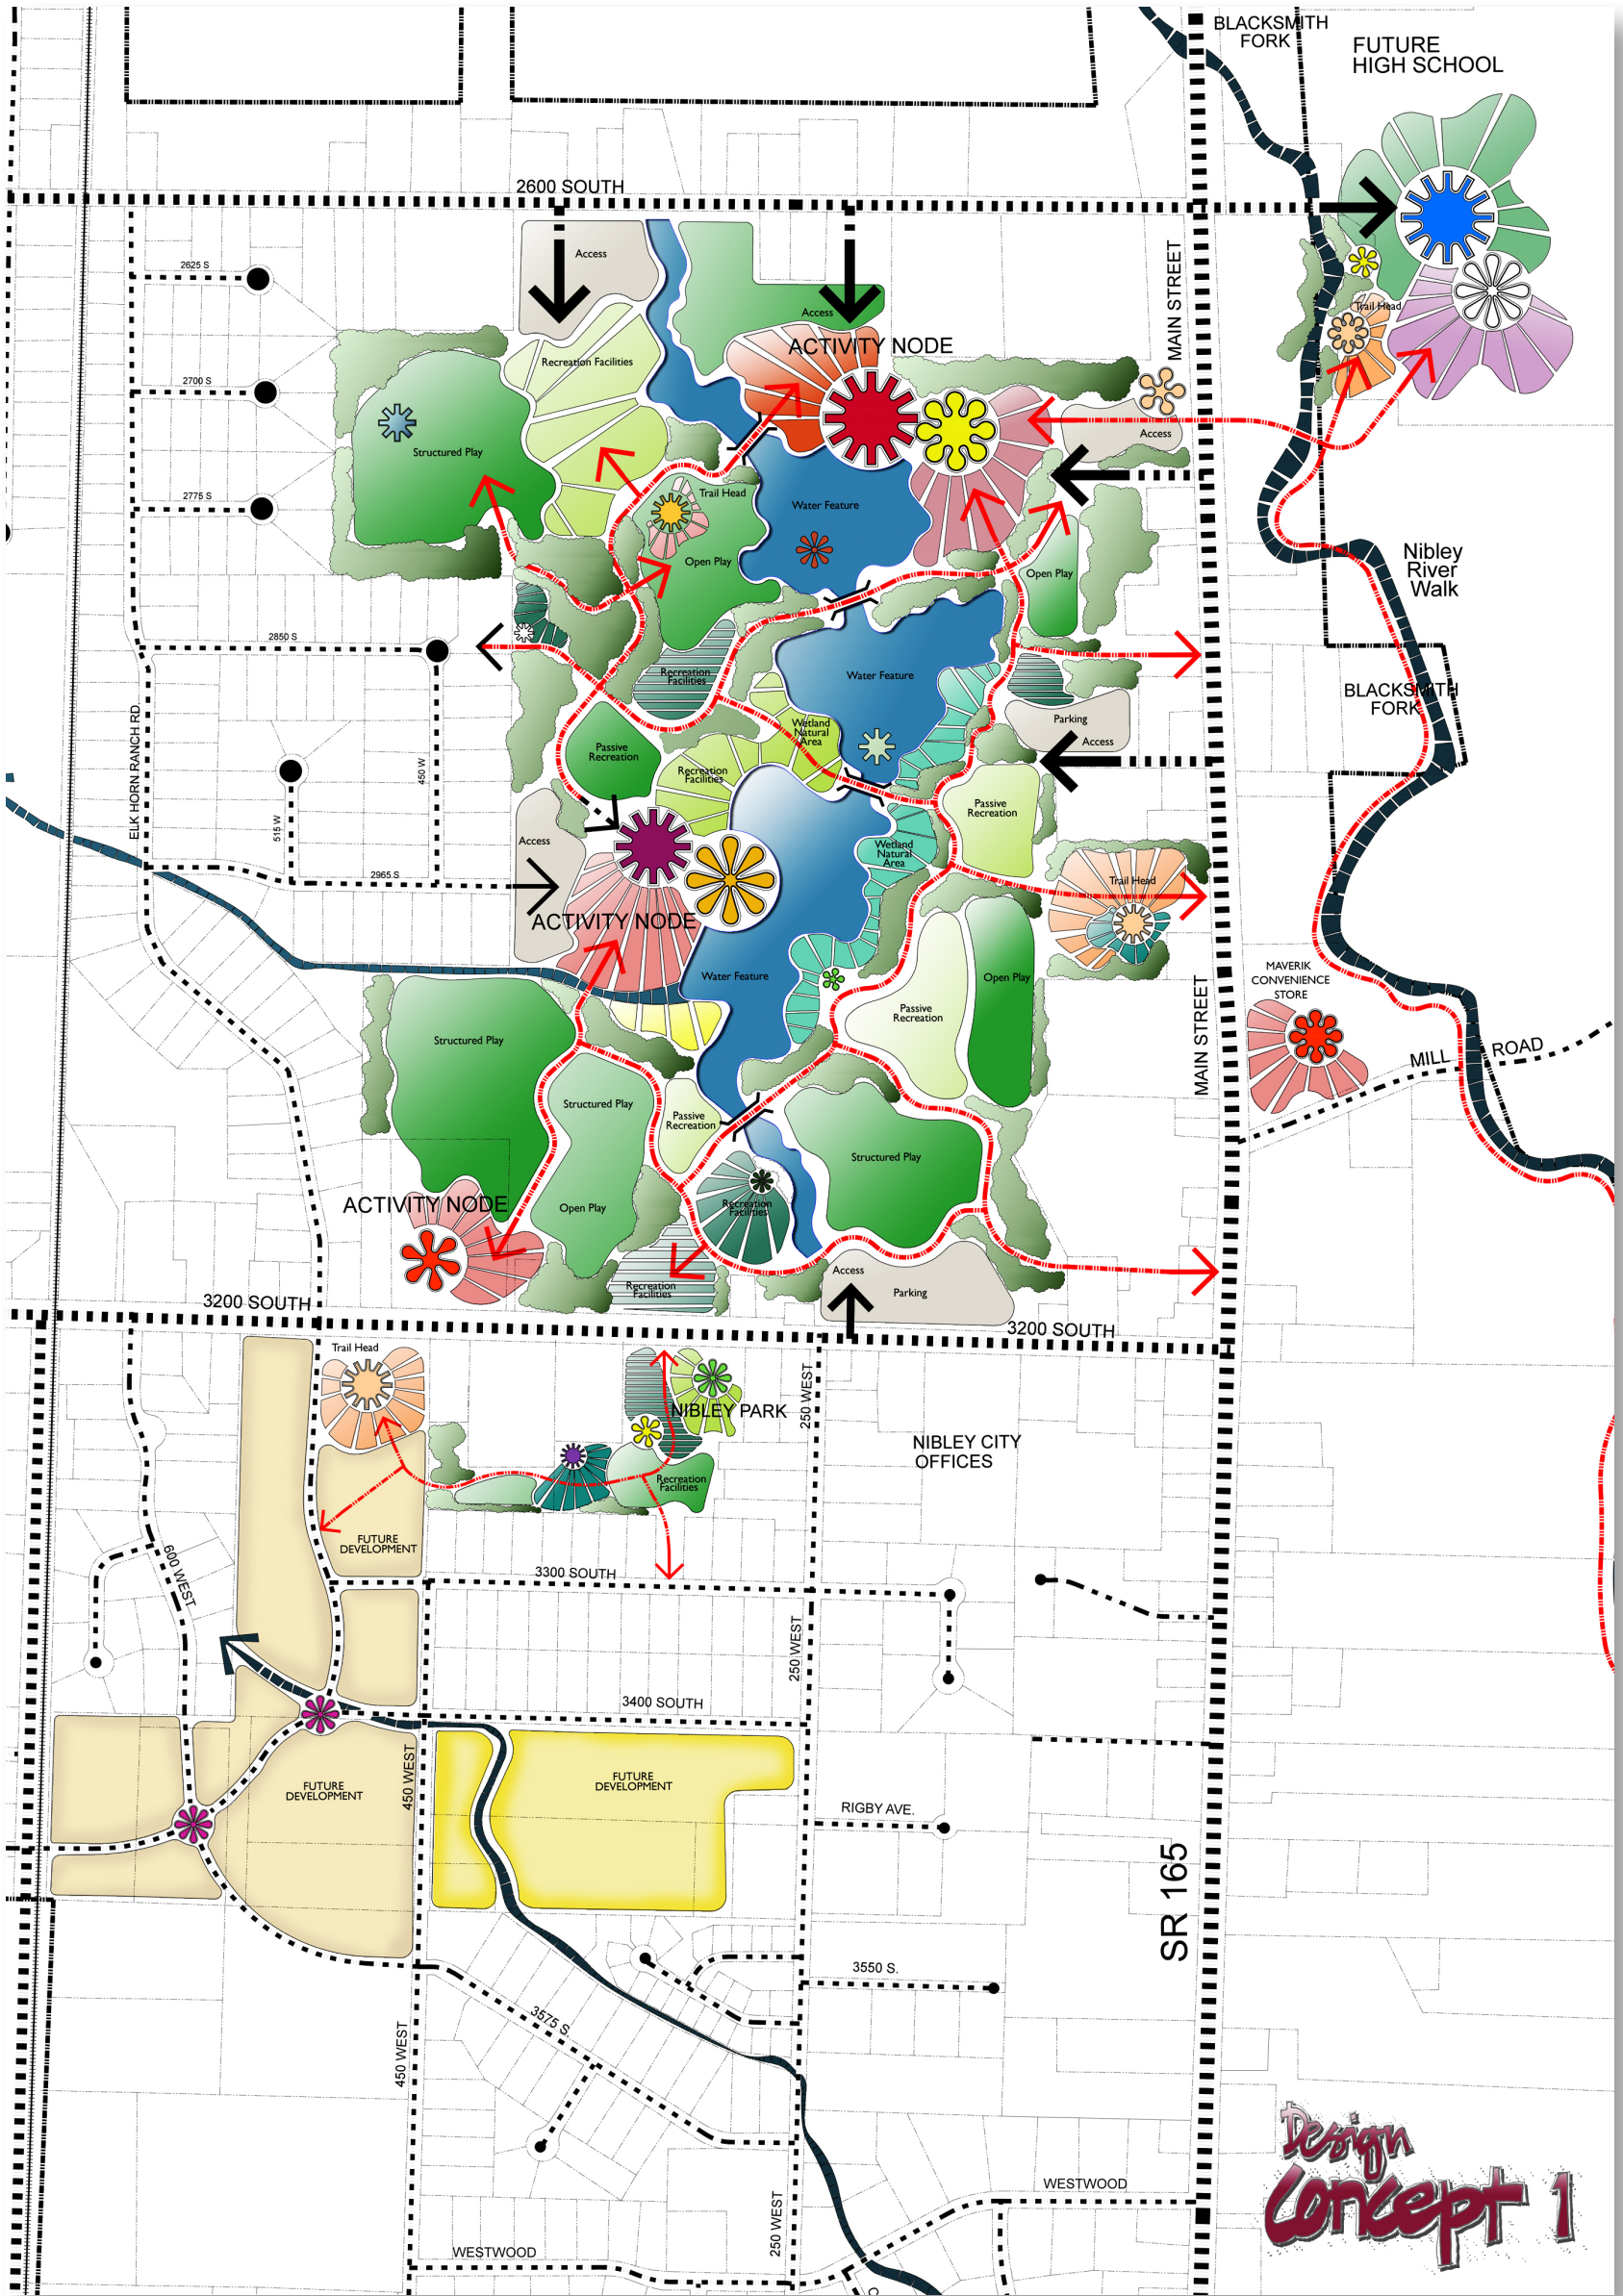 BLACKSMITH
FORK
FUTURE
HIGH SCHOOL
2600 SOUTH
Access
2625 S
MAIN STREET
Trail Head
Access
ACTIVITY NODE
Recreation Facilities
2700 S
Access
Structured Play
2775 S
Trail Head
Water Feature
Open Play
Open Play
Nibley
River
Walk
2850 S
Recreation
Facilities
Water Feature
BLACKSMITH
FORK
ELK HORN RANCH RD.
Parking
Access
Wetland
Natural
Area
Passive
Recreation
450 W
Recreation
Facilities
515 W
Passive
Recreation
Access
Wetland
Natural
Area
2965 S
Trail Head
ACTIVITY NODE
Water Feature
Open Play
MAVERIK
CONVENIENCE
STORE
Passive
Recreation
MAIN STREET
Structured Play
MILL ROAD
Structured Play
Passive
Recreation
Structured Play
ACTIVITY NODE
Open Play
Recreation
Facilities
Access
Recreation
Facilities
Parking
3200 SOUTH
3200 SOUTH
Trail Head
NIBLEY PARK
250 WEST
NIBLEY CITY
OFFICES
Recreation
Facilities
FUTURE
DEVELOPMENT
600 WEST
3300 SOUTH
250 WEST
3400 SOUTH
FUTURE
DEVELOPMENT
FUTURE
DEVELOPMENT
450 WEST
RIGBY AVE.
SR 165
3550 S.
3575 S.
450 WEST
WESTWOOD
250 WEST
WESTWOOD
Design
Concept 1